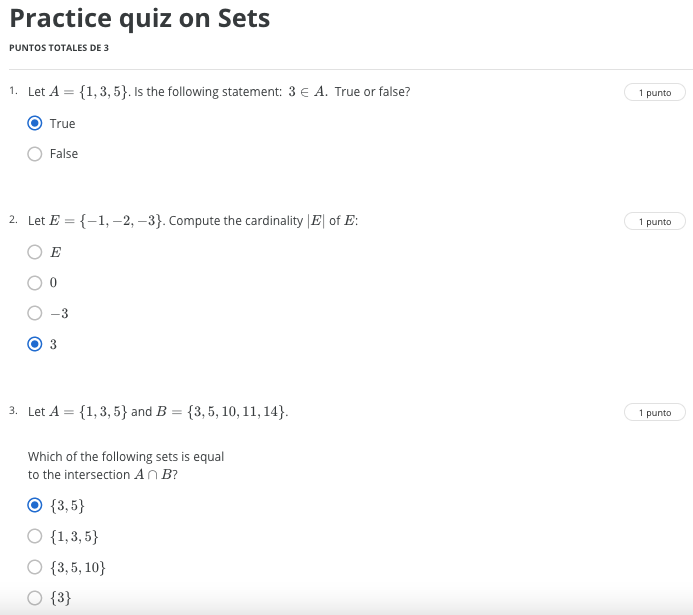 Practice quiz on Sets
PUNTOS TOTALES DE 3
1. Let A = {1, 3, 5}. Is the following statement: 3 ∈ A. True or false?
1 punto
True
False
2. Let E = {−1, −2, −3}. Compute the cardinality |E| of E:
1 punto
E
0
−3
3
3. Let A = {1, 3, 5} and B = {3, 5, 10, 11, 14}.
1 punto
Which of the following sets is equal
to the intersection A ∩ B?
{3, 5}
{1, 3, 5}
{3, 5, 10}
{3}